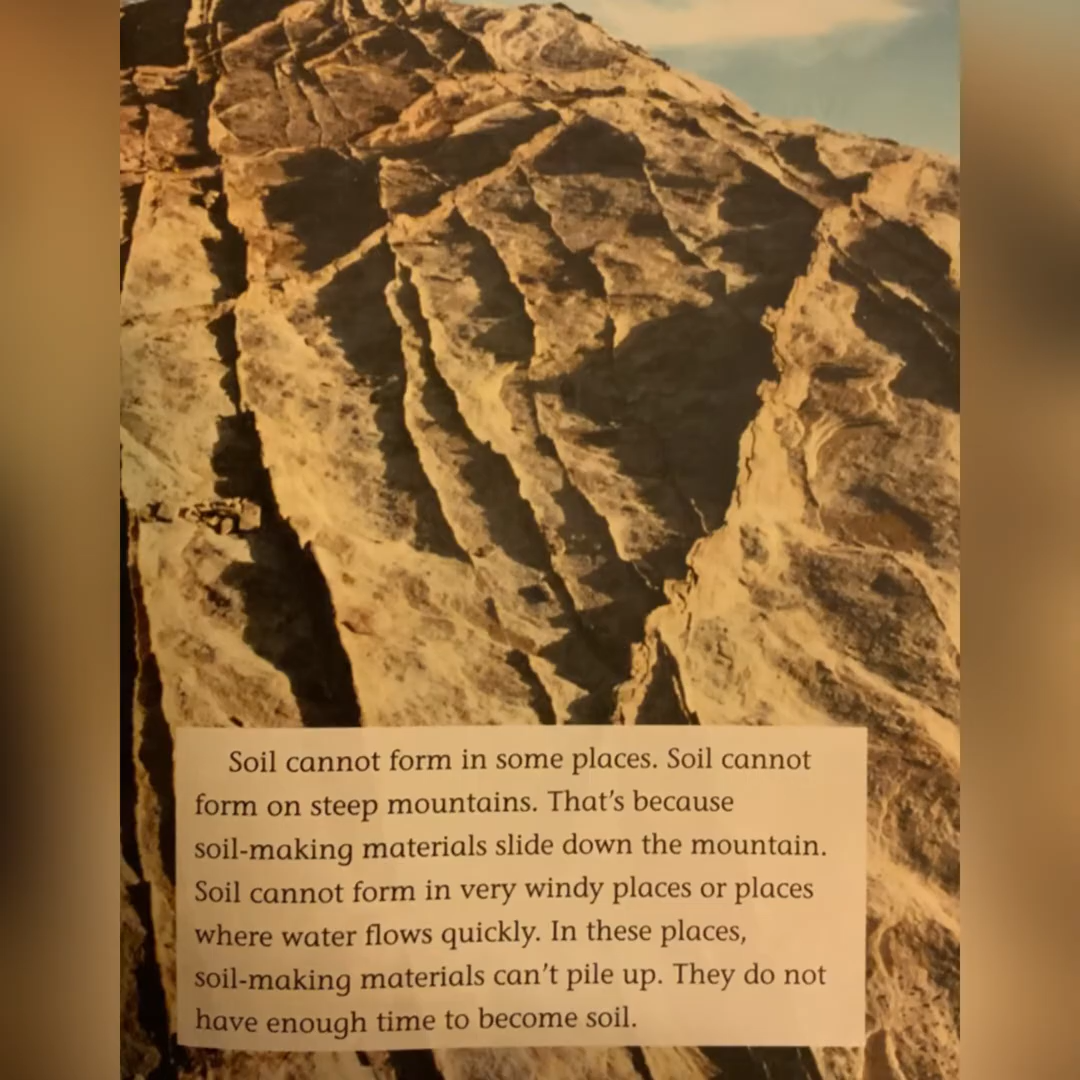 Soil cannot form in some places. Soil cannot
form on steep mountains. That's because
soil-making materials slide down the mountain.
Soil cannot form in very windy places or places
where water flows quickly. In these places,
soil-making materials can't pile up. They do not
have enough time to become soil.